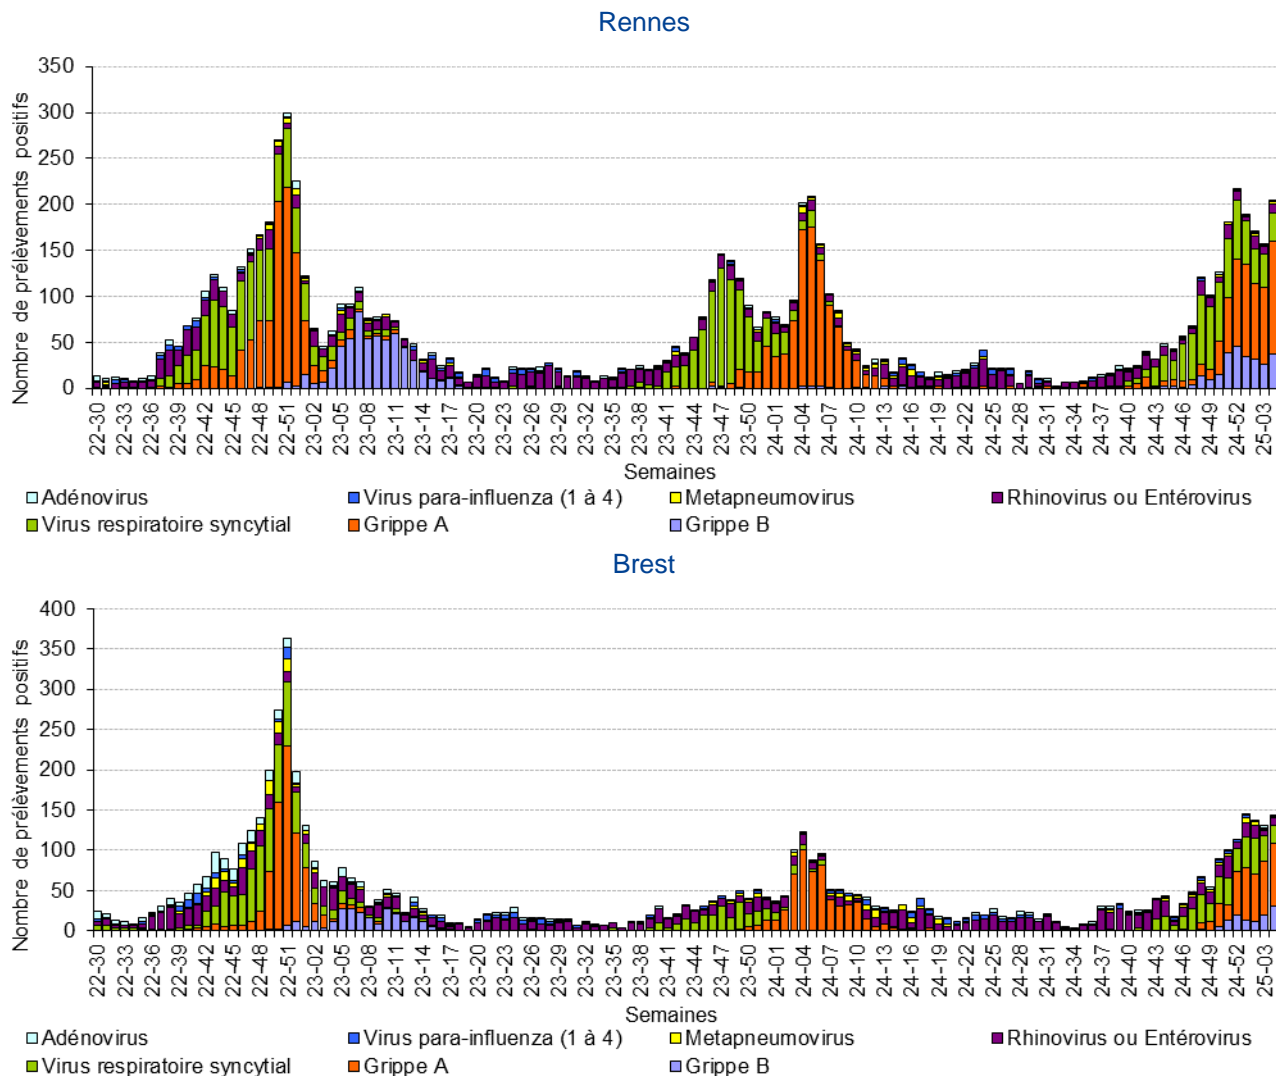 Rennes
Nombre de prélèvements positifs
350
300
250
200
150
100
50
0
22-30 22-33 22-36 22-39 22-42 22-45 22-48 22-51 23-02 23-05 23-08 23-11 23-14 23-17 23-20 23-23 23-26 23-29 23-32 23-35 23-38 23-41 23-44 23-47 23-50 24-01 24-04 24-07 24-10 24-13 24-16 24-19 24-22 24-25 24-28 24-31 24-34 24-37 24-40 24-43 24-46 24-49 24-52 25-03
Semaines
Adénovirus Virus para-influenza (1 à 4) Metapneumovirus Rhinovirus ou Entérovirus
Virus respiratoire syncytial Grippe A Grippe B
Brest
Nombre de prélèvements positifs
400
350
300
250
200
150
100
50
0
22-30 22-33 22-36 22-39 22-42 22-45 22-48 22-51 23-02 23-05 23-08 23-11 23-14 23-17 23-20 23-23 23-26 23-29 23-32 23-35 23-38 23-41 23-44 23-47 23-50 24-01 24-04 24-07 24-10 24-13 24-16 24-19 24-22 24-25 24-28 24-31 24-34 24-37 24-40 24-43 24-46 24-49 24-52 25-03
Semaines
Adénovirus Virus para-influenza (1 à 4) Metapneumovirus Rhinovirus ou Entérovirus
Virus respiratoire syncytial Grippe A Grippe B